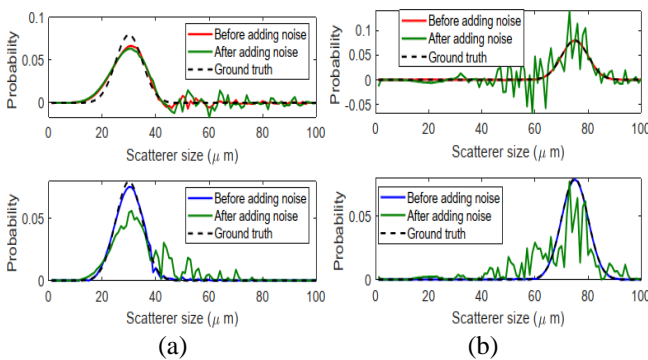 0.1
0.05
0
Probability
Before adding noise
After adding noise
Ground truth
0 20 40 60 80 100
Scatterer size (μ m)
0.1
0.05
0
-0.05
Probability
Before adding noise
After adding noise
Ground truth
0 20 40 60 80 100
Scatterer size (μ m)
0.05
0
Probability
Before adding noise
After adding noise
Ground truth
0 20 40 60 80 100
Scatterer size (μ m)
(a)
0.05
0
Probability
Before adding noise
After adding noise
Ground truth
0 20 40 60 80 100
Scatterer size (μ m)
(b)